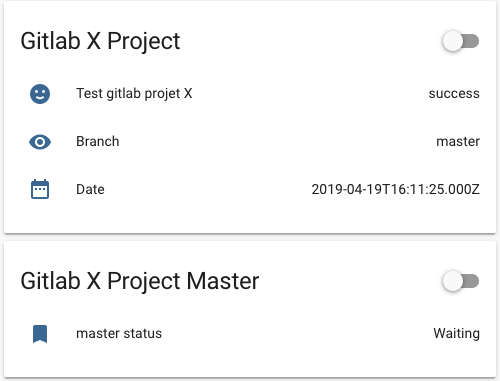 Gitlab X Project
Test gitlab projet X success
Branch master
Date 2019-04-19T16:11:25.000Z
Gitlab X Project Master
master status Waiting